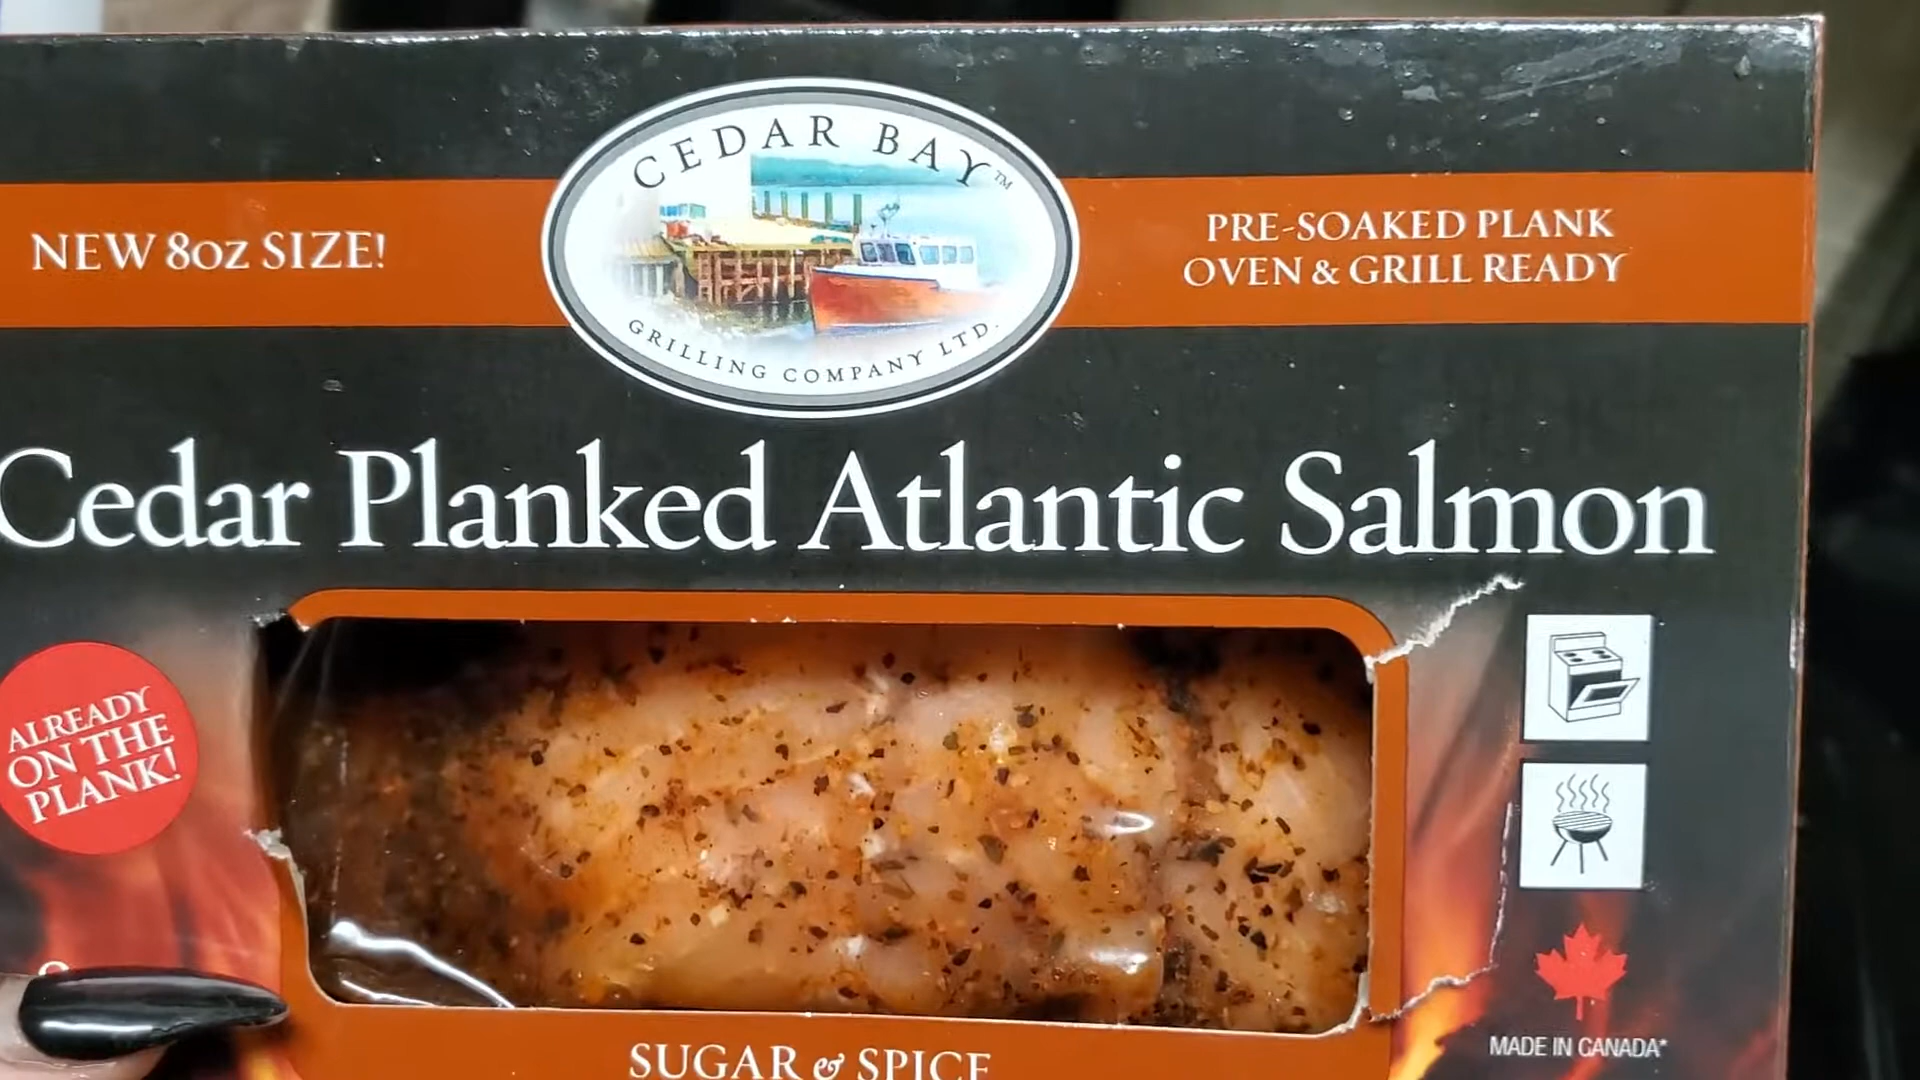 CEDAR BAY™
GRILLING COMPANY LTD.
NEW 8oz SIZE!
PRE-SOAKED PLANK
OVEN & GRILL READY
Cedar Planked Atlantic Salmon
ALREADY
ON THE
PLANK!
SUGAR & SPICE
MADE IN CANADA*